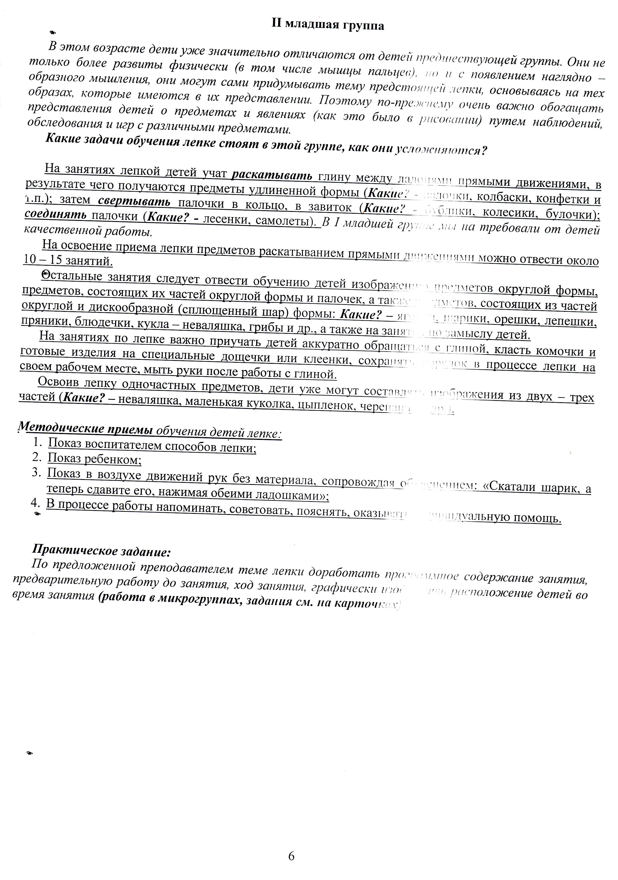 II младшая группа
В этом возрасте дети уже значительно отличаются от детей предшествующей группы. Они не
только более развиты физически (в том числе мышцы пальцев), но и с появлением наглядно –
образного мышления, они могут сами придумывать тему предстоящей лепки, основываясь на тех
образах, которые имеются в их представлении. Поэтому по-прежнему очень важно обогащать
представления детей о предметах и явлениях (как это было в рисовании) путем наблюдений,
обследования и игр с различными предметами.
Какие задачи обучения лепке стоят в этой группе, как они усложняются?
На занятиях лепкой детей учат раскатывать глину между ладонями прямыми движениями, в
результате чего получаются предметы удлиненной формы (Какие? - палочки, колбаски, конфетки и
т.п.); затем свертывать палочки в кольцо, в завиток (Какие? - бублики, колесики, булочки);
соединять палочки (Какие? - лесенки, самолеты). В I младшей группе мы на требовали от детей
качественной работы.
На освоение приема лепки предметов раскатыванием прямыми движениями можно отвести около
10 – 15 занятий.
Остальные занятия следует отвести обучению детей изображению предметов округлой формы,
предметов, состоящих их частей округлой формы и палочек, а также предметов, состоящих из частей
округлой и дискообразной (сплющенный шар) формы: Какие? – шарики, орешки, лепешки,
пряники, блюдечки, кукла – неваляшка, грибы и др., а также на занятия по замыслу детей.
На занятиях по лепке важно приучать детей аккуратно обращаться с глиной, класть комочки и
готовые изделия на специальные дощечки или клеенки, сохранять порядок в процессе лепки на
своем рабочем месте, мыть руки после работы с глиной.
Освоив лепку одночастных предметов, дети уже могут составлять изображения из двух – трех
частей (Какие? – неваляшка, маленькая куколка, цыпленок,
Методические приемы обучения детей лепке:
1. Показ воспитателем способов лепки;
2. Показ ребенком;
3. Показ в воздухе движений рук без материала, сопровождая объяснением: «Скатали шарик, а
теперь сдавите его, нажимая обеими ладошками»;
4. В процессе работы напоминать, советовать, пояснять, оказывать индивидуальную помощь.
Практическое задание:
По предложенной преподавателем теме лепки доработать программное содержание занятия,
предварительную работу до занятия, ход занятия, графически расположение детей во
время занятия (работа в микрогруппах, задания см. на карточках)
6